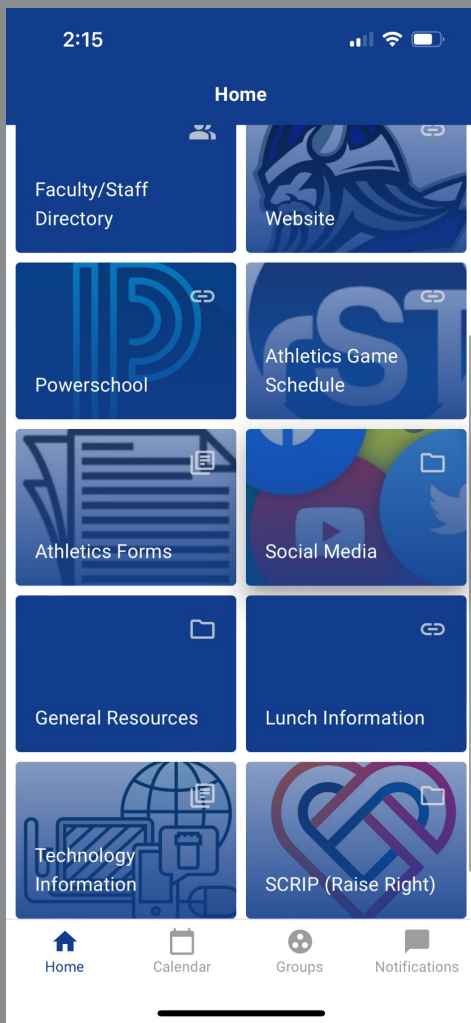 2:15
Home
Faculty/Staff
Directory
Website
Powerschool
Athletics Game
Schedule
rST
Athletics Forms
Social Media
General Resources
Lunch Information
Technology
Information
SCRIP (Raise Right)
Home
Calendar
Groups
Notifications